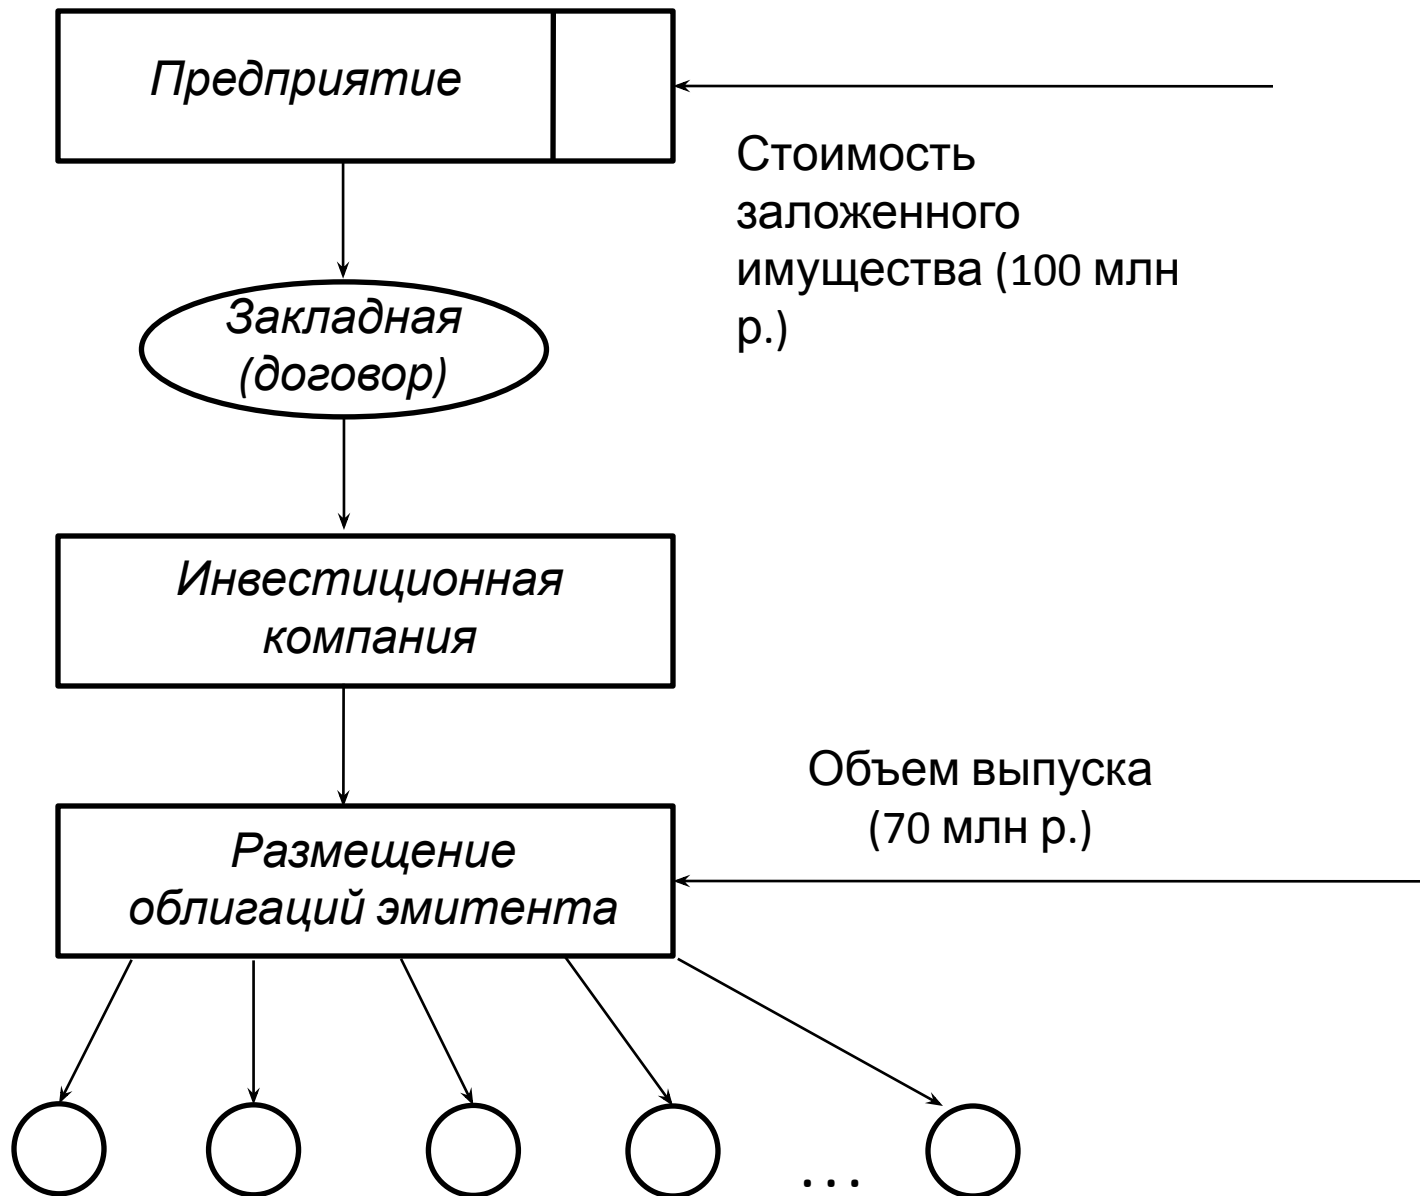 Предприятие
Стоимость
заложенного
имущества (100 млн
р.)
Закладная
(договор)
Инвестиционная
компания
Объем выпуска
(70 млн р.)
Размещение
облигаций эмитента
...